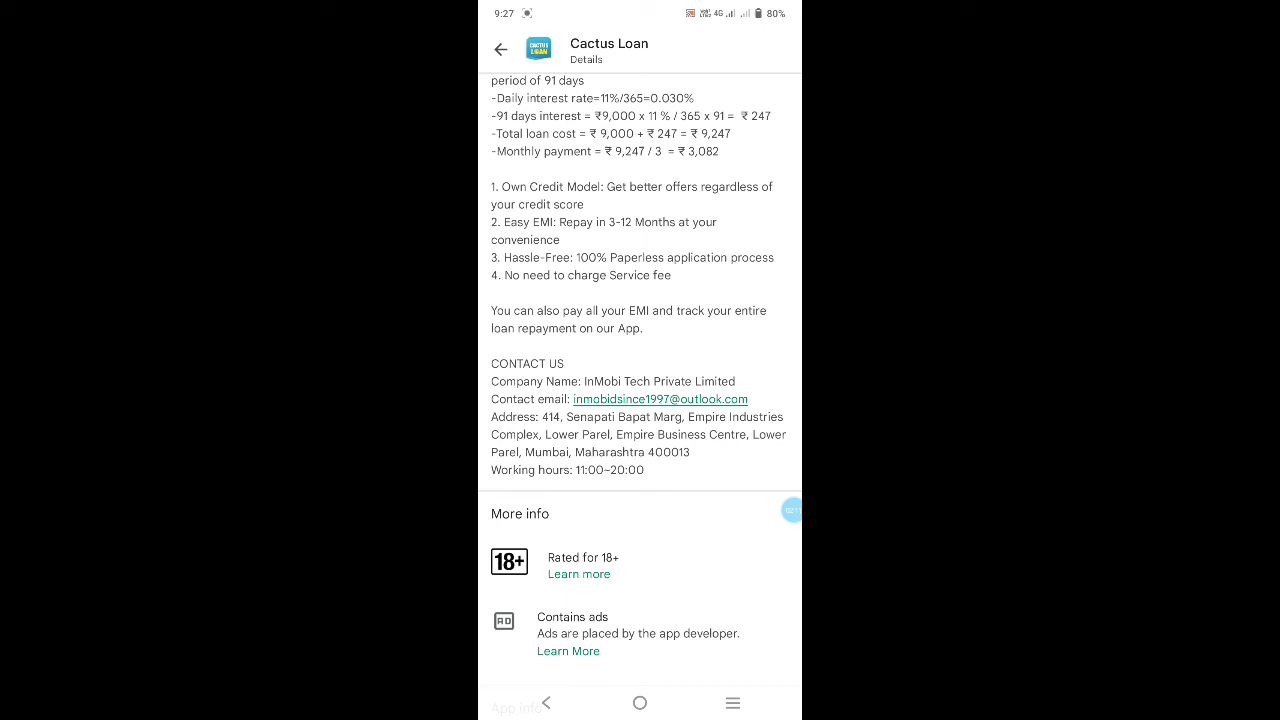 9:27
4G
80%
CACTUS
LOAN
Cactus Loan
Details
period of 91 days
-Daily interest rate=11%/365=0.030%
-91 days interest = ₹9,000 x 11 % / 365 x 91 = ₹ 247
-Total loan cost = ₹ 9,000 + ₹ 247 = ₹ 9,247
-Monthly payment = ₹ 9,247 / 3 = ₹ 3,082
1. Own Credit Model: Get better offers regardless of
your credit score
2. Easy EMI: Repay in 3-12 Months at your
convenience
3. Hassle-Free: 100% Paperless application process
4. No need to charge Service fee
You can also pay all your EMI and track your entire
loan repayment on our App.
CONTACT US
Company Name: InMobi Tech Private Limited
Contact email: inmobidsince1997@outlook.com
Address: 414, Senapati Bapat Marg, Empire Industries
Complex, Lower Parel, Empire Business Centre, Lower
Parel, Mumbai, Maharashtra 400013
Working hours: 11:00~20:00
02:11
More info
18+
Rated for 18+
Learn more
AD
Contains ads
Ads are placed by the app developer.
Learn More
App info